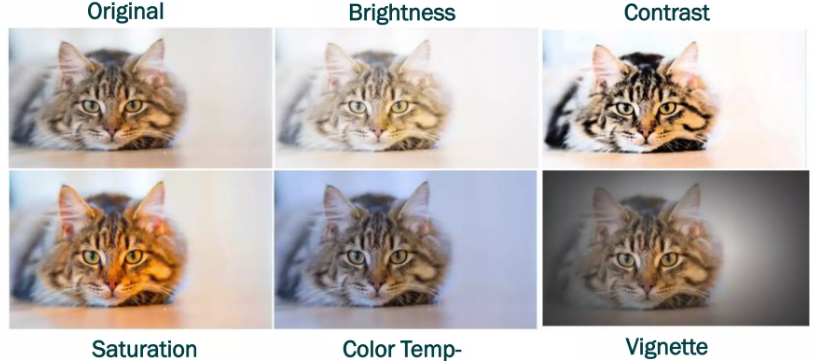 Original
Brightness
Contrast
Saturation
Color Temp-
Vignette